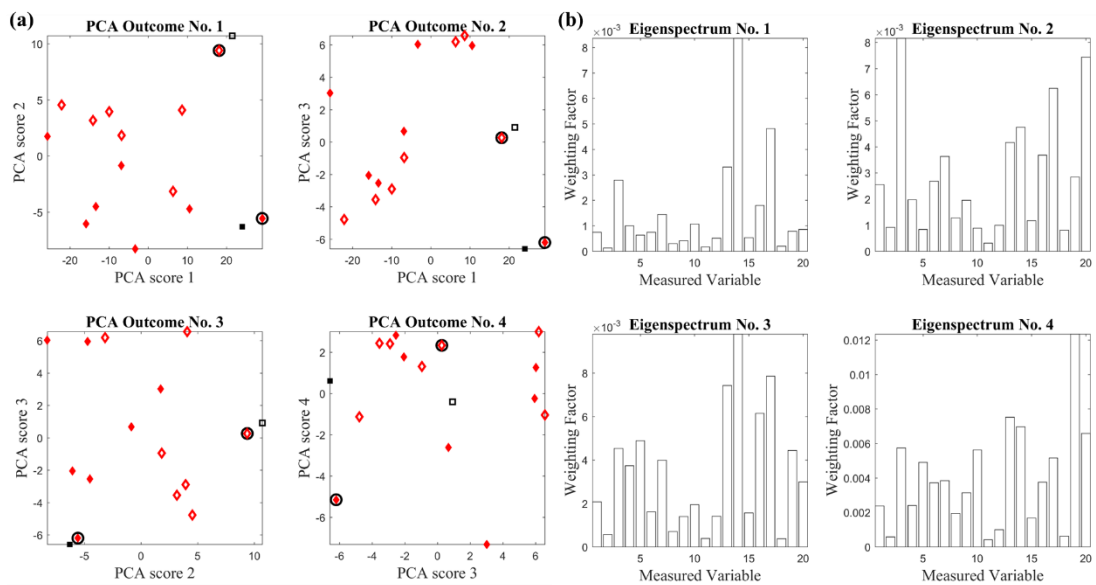 (a)
PCA Outcome No. 1
10
5
0
-5
PCA score 2
-20 -10 0 10 20
PCA score 1
PCA Outcome No. 2
6
4
2
0
-2
-4
-6
PCA score 3
-20 -10 0 10 20
PCA score 1
(b)
Eigenspectrum No. 1
×10⁻³
8
7
6
5
4
3
2
1
0
Weighting Factor
5 10 15 20
Measured Variable
Eigenspectrum No. 2
×10⁻³
8
7
6
5
4
3
2
1
0
Weighting Factor
5 10 15 20
Measured Variable
PCA Outcome No. 3
6
4
2
0
-2
-4
-6
PCA score 3
-5 0 5 10
PCA score 2
PCA Outcome No. 4
2
0
-2
-4
-6
PCA score 4
-6 -4 -2 0 2 4 6
PCA score 3
Eigenspectrum No. 3
×10⁻³
8
6
4
2
0
Weighting Factor
5 10 15 20
Measured Variable
Eigenspectrum No. 4
0.012
0.01
0.008
0.006
0.004
0.002
0
Weighting Factor
5 10 15 20
Measured Variable